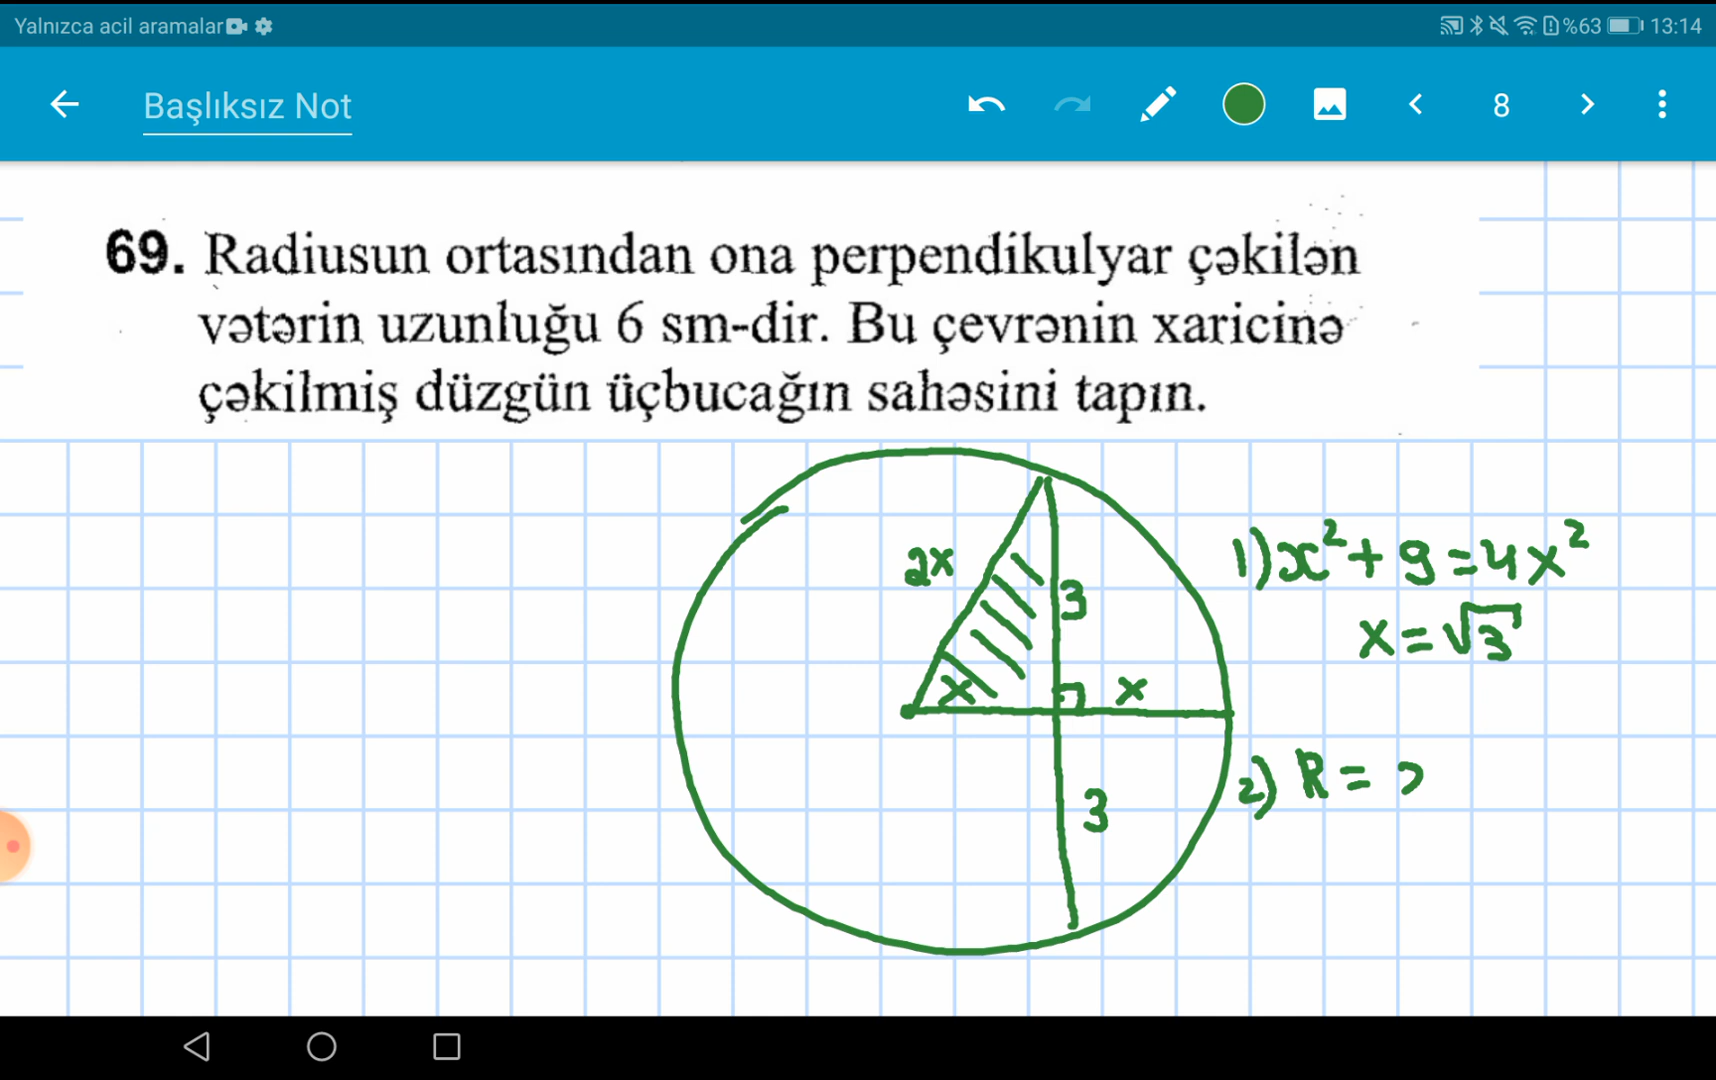 Yalnızca acil aramalar
%63 13:14
Başlıksız Not
8
69. Radiusun ortasından ona perpendikulyar çəkilən
vətərin uzunluğu 6 sm-dir. Bu çevrənin xaricinə
çəkilmiş düzgün üçbucağın sahəsini tapın.
2x
3
x
x
3
1) x² + 9 = 4x²
x = √3
2) R =